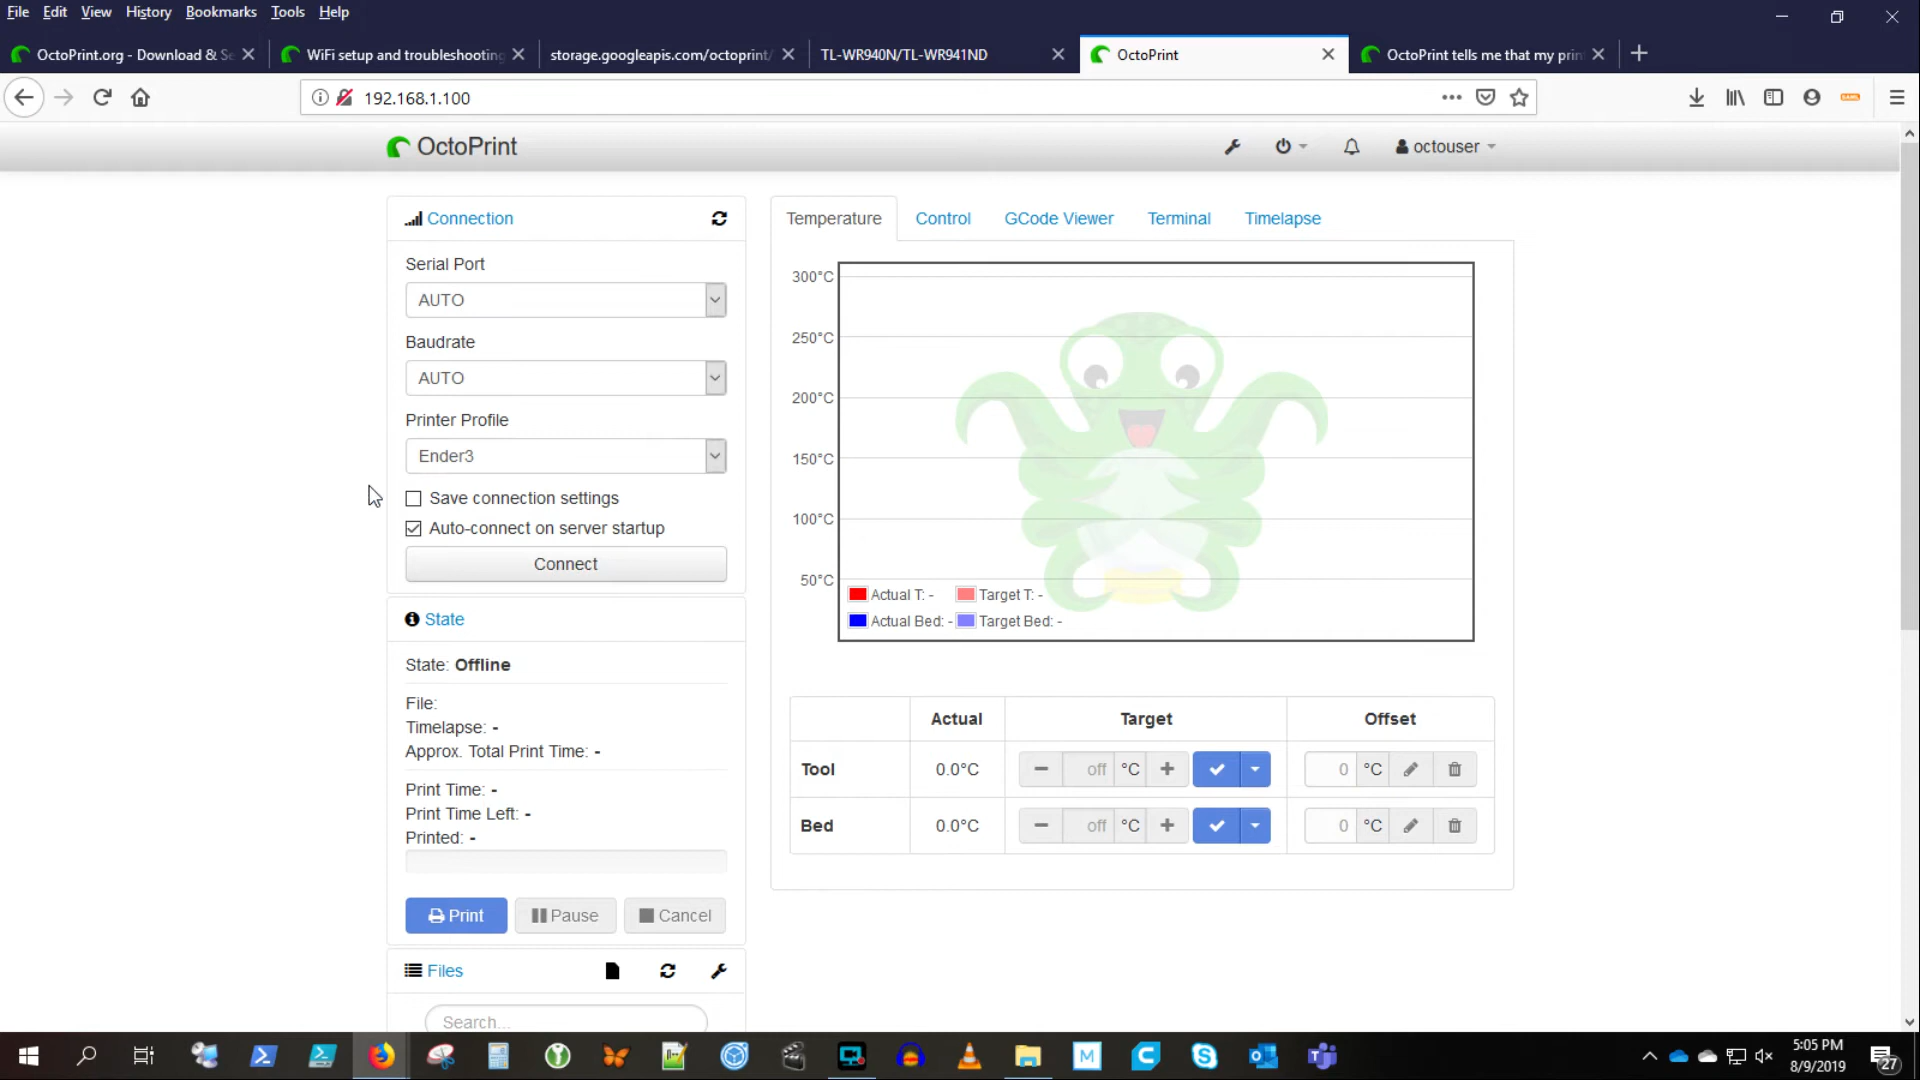 File Edit View History Bookmarks Tools Help
OctoPrint.org - Download & Se
WiFi setup and troubleshooting
storage.googleapis.com/octoprint/
TL-WR940N/TL-WR941ND
OctoPrint
OctoPrint tells me that my prin
192.168.1.100
OctoPrint
octouser
Connection
Temperature Control GCode Viewer Terminal Timelapse
Serial Port
AUTO
Baudrate
AUTO
Printer Profile
Ender3
Save connection settings
Auto-connect on server startup
Connect
300°C
250°C
200°C
150°C
100°C
50°C
Actual T: - Target T: -
Actual Bed: - Target Bed: -
State
State: Offline
File:
Timelapse: -
Approx. Total Print Time: -
Print Time: -
Print Time Left: -
Printed: -
Print Pause Cancel
Actual Target Offset
Tool 0.0°C off °C 0 °C
Bed 0.0°C off °C 0 °C
Files
Search...
5:05 PM
8/9/2019
27